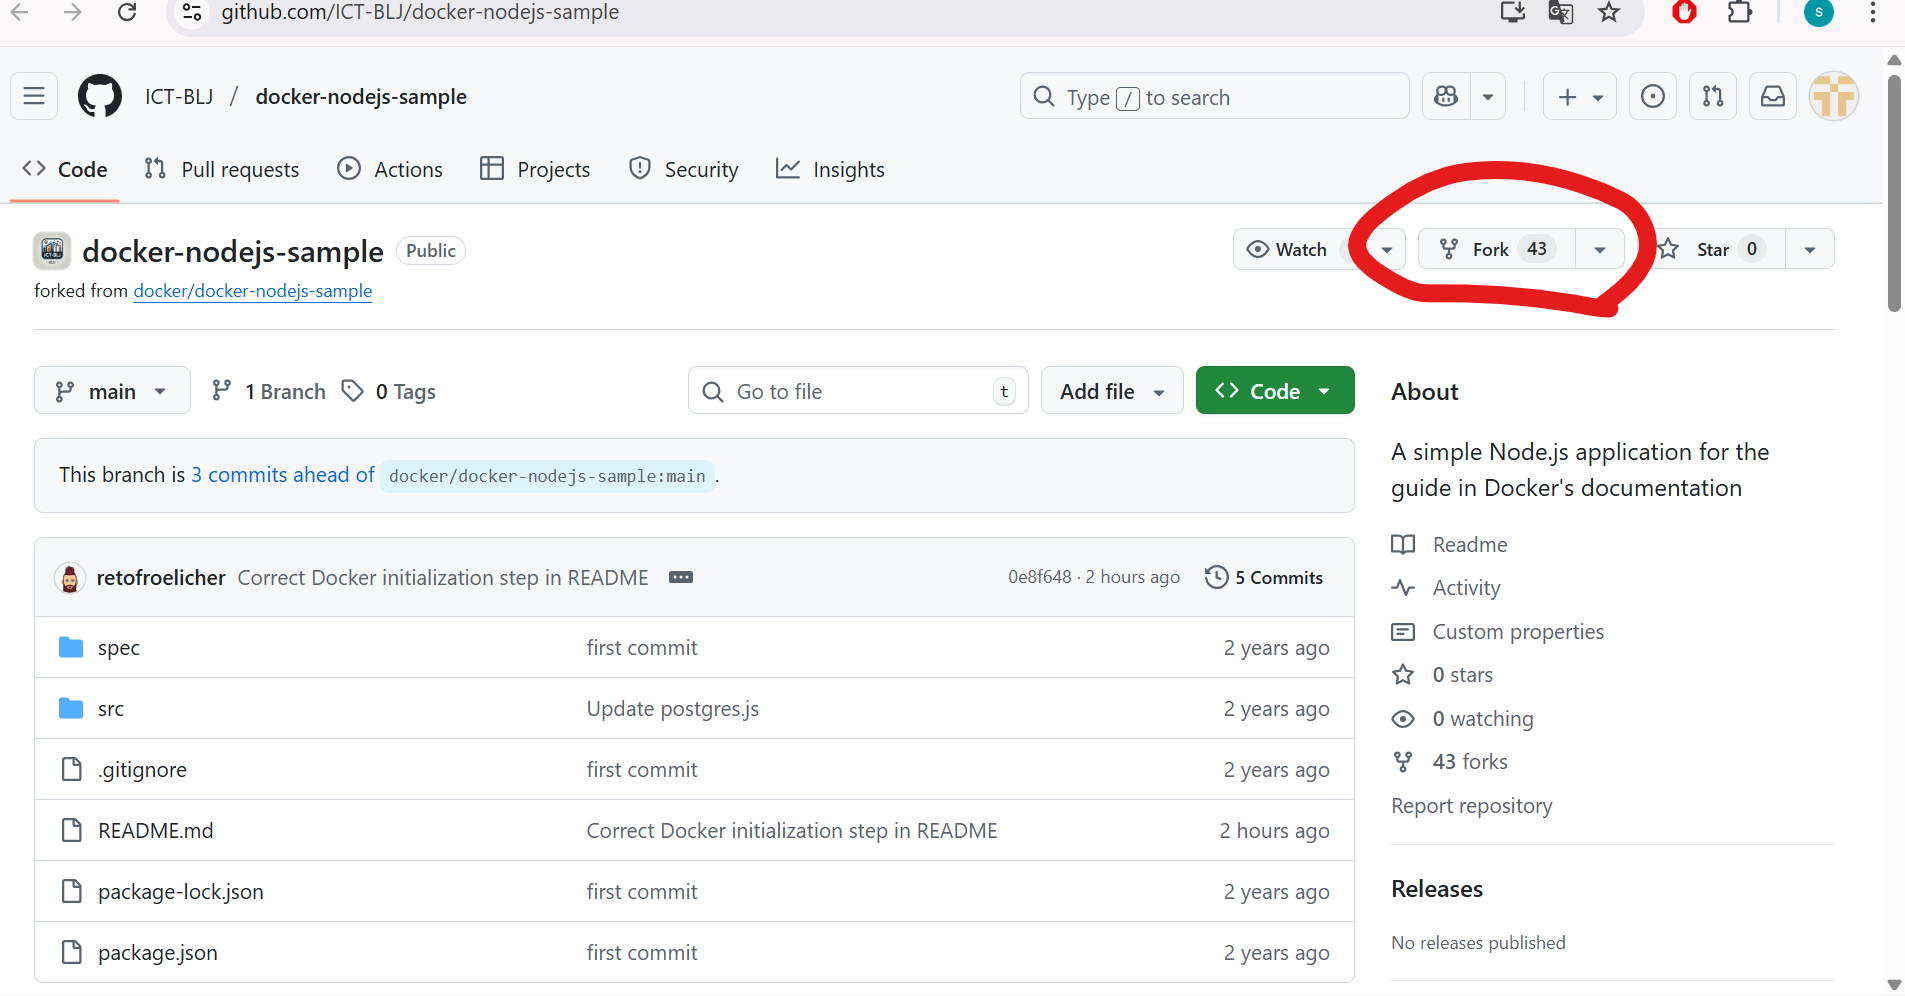 github.com/ICT-BLJ/docker-nodejs-sample
S
ICT-BLJ / docker-nodejs-sample
Type / to search
Code Pull requests Actions Projects Security Insights
docker-nodejs-sample Public
Watch Fork 43 Star 0
forked from docker/docker-nodejs-sample
main 1 Branch 0 Tags Go to file t Add file Code
This branch is 3 commits ahead of docker/docker-nodejs-sample:main .
retofroelicher Correct Docker initialization step in README 0e8f648 · 2 hours ago 5 Commits
spec first commit 2 years ago
src Update postgres.js 2 years ago
.gitignore first commit 2 years ago
README.md Correct Docker initialization step in README 2 hours ago
package-lock.json first commit 2 years ago
package.json first commit 2 years ago
About
A simple Node.js application for the
guide in Docker's documentation
Readme
Activity
Custom properties
0 stars
0 watching
43 forks
Report repository
Releases
No releases published